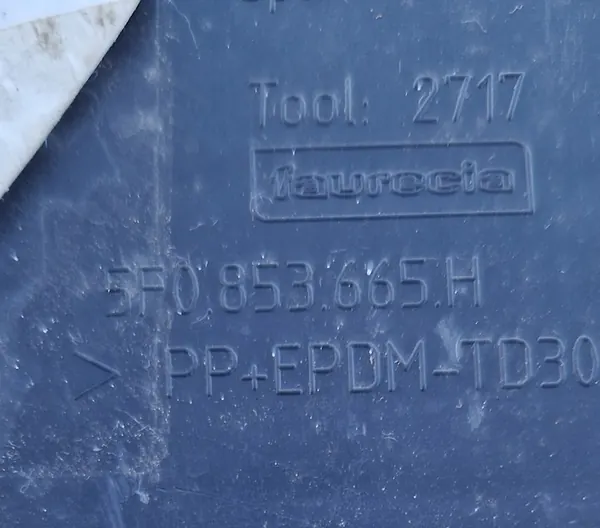 Tool: 2717
faurecia
5F0.853.665.H
>PP+EPDM-TD30